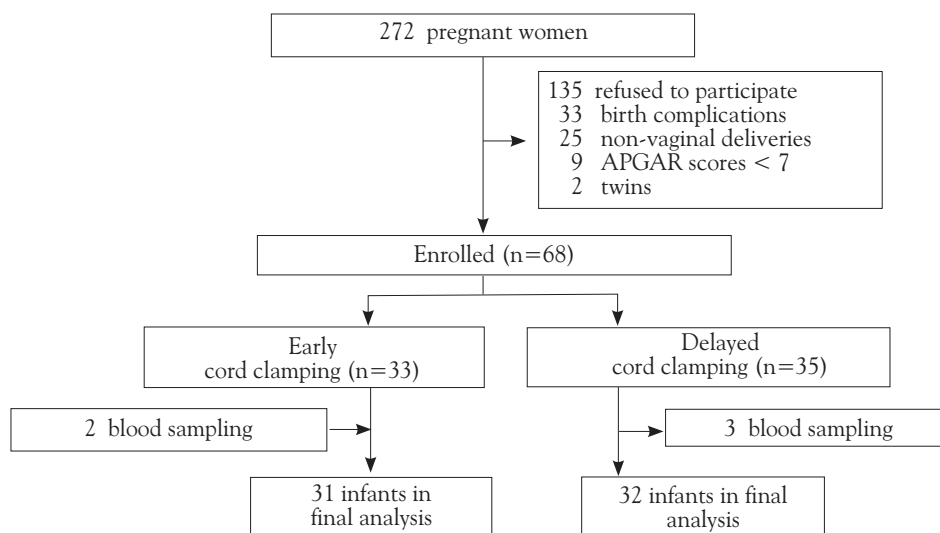 272 pregnant women
135 refused to participate
33 birth complications
25 non-vaginal deliveries
9 APGAR scores < 7
2 twins
Enrolled (n=68)
Early
cord clamping (n=33)
Delayed
cord clamping (n=35)
2 blood sampling
3 blood sampling
31 infants in
final analysis
32 infants in final
analysis